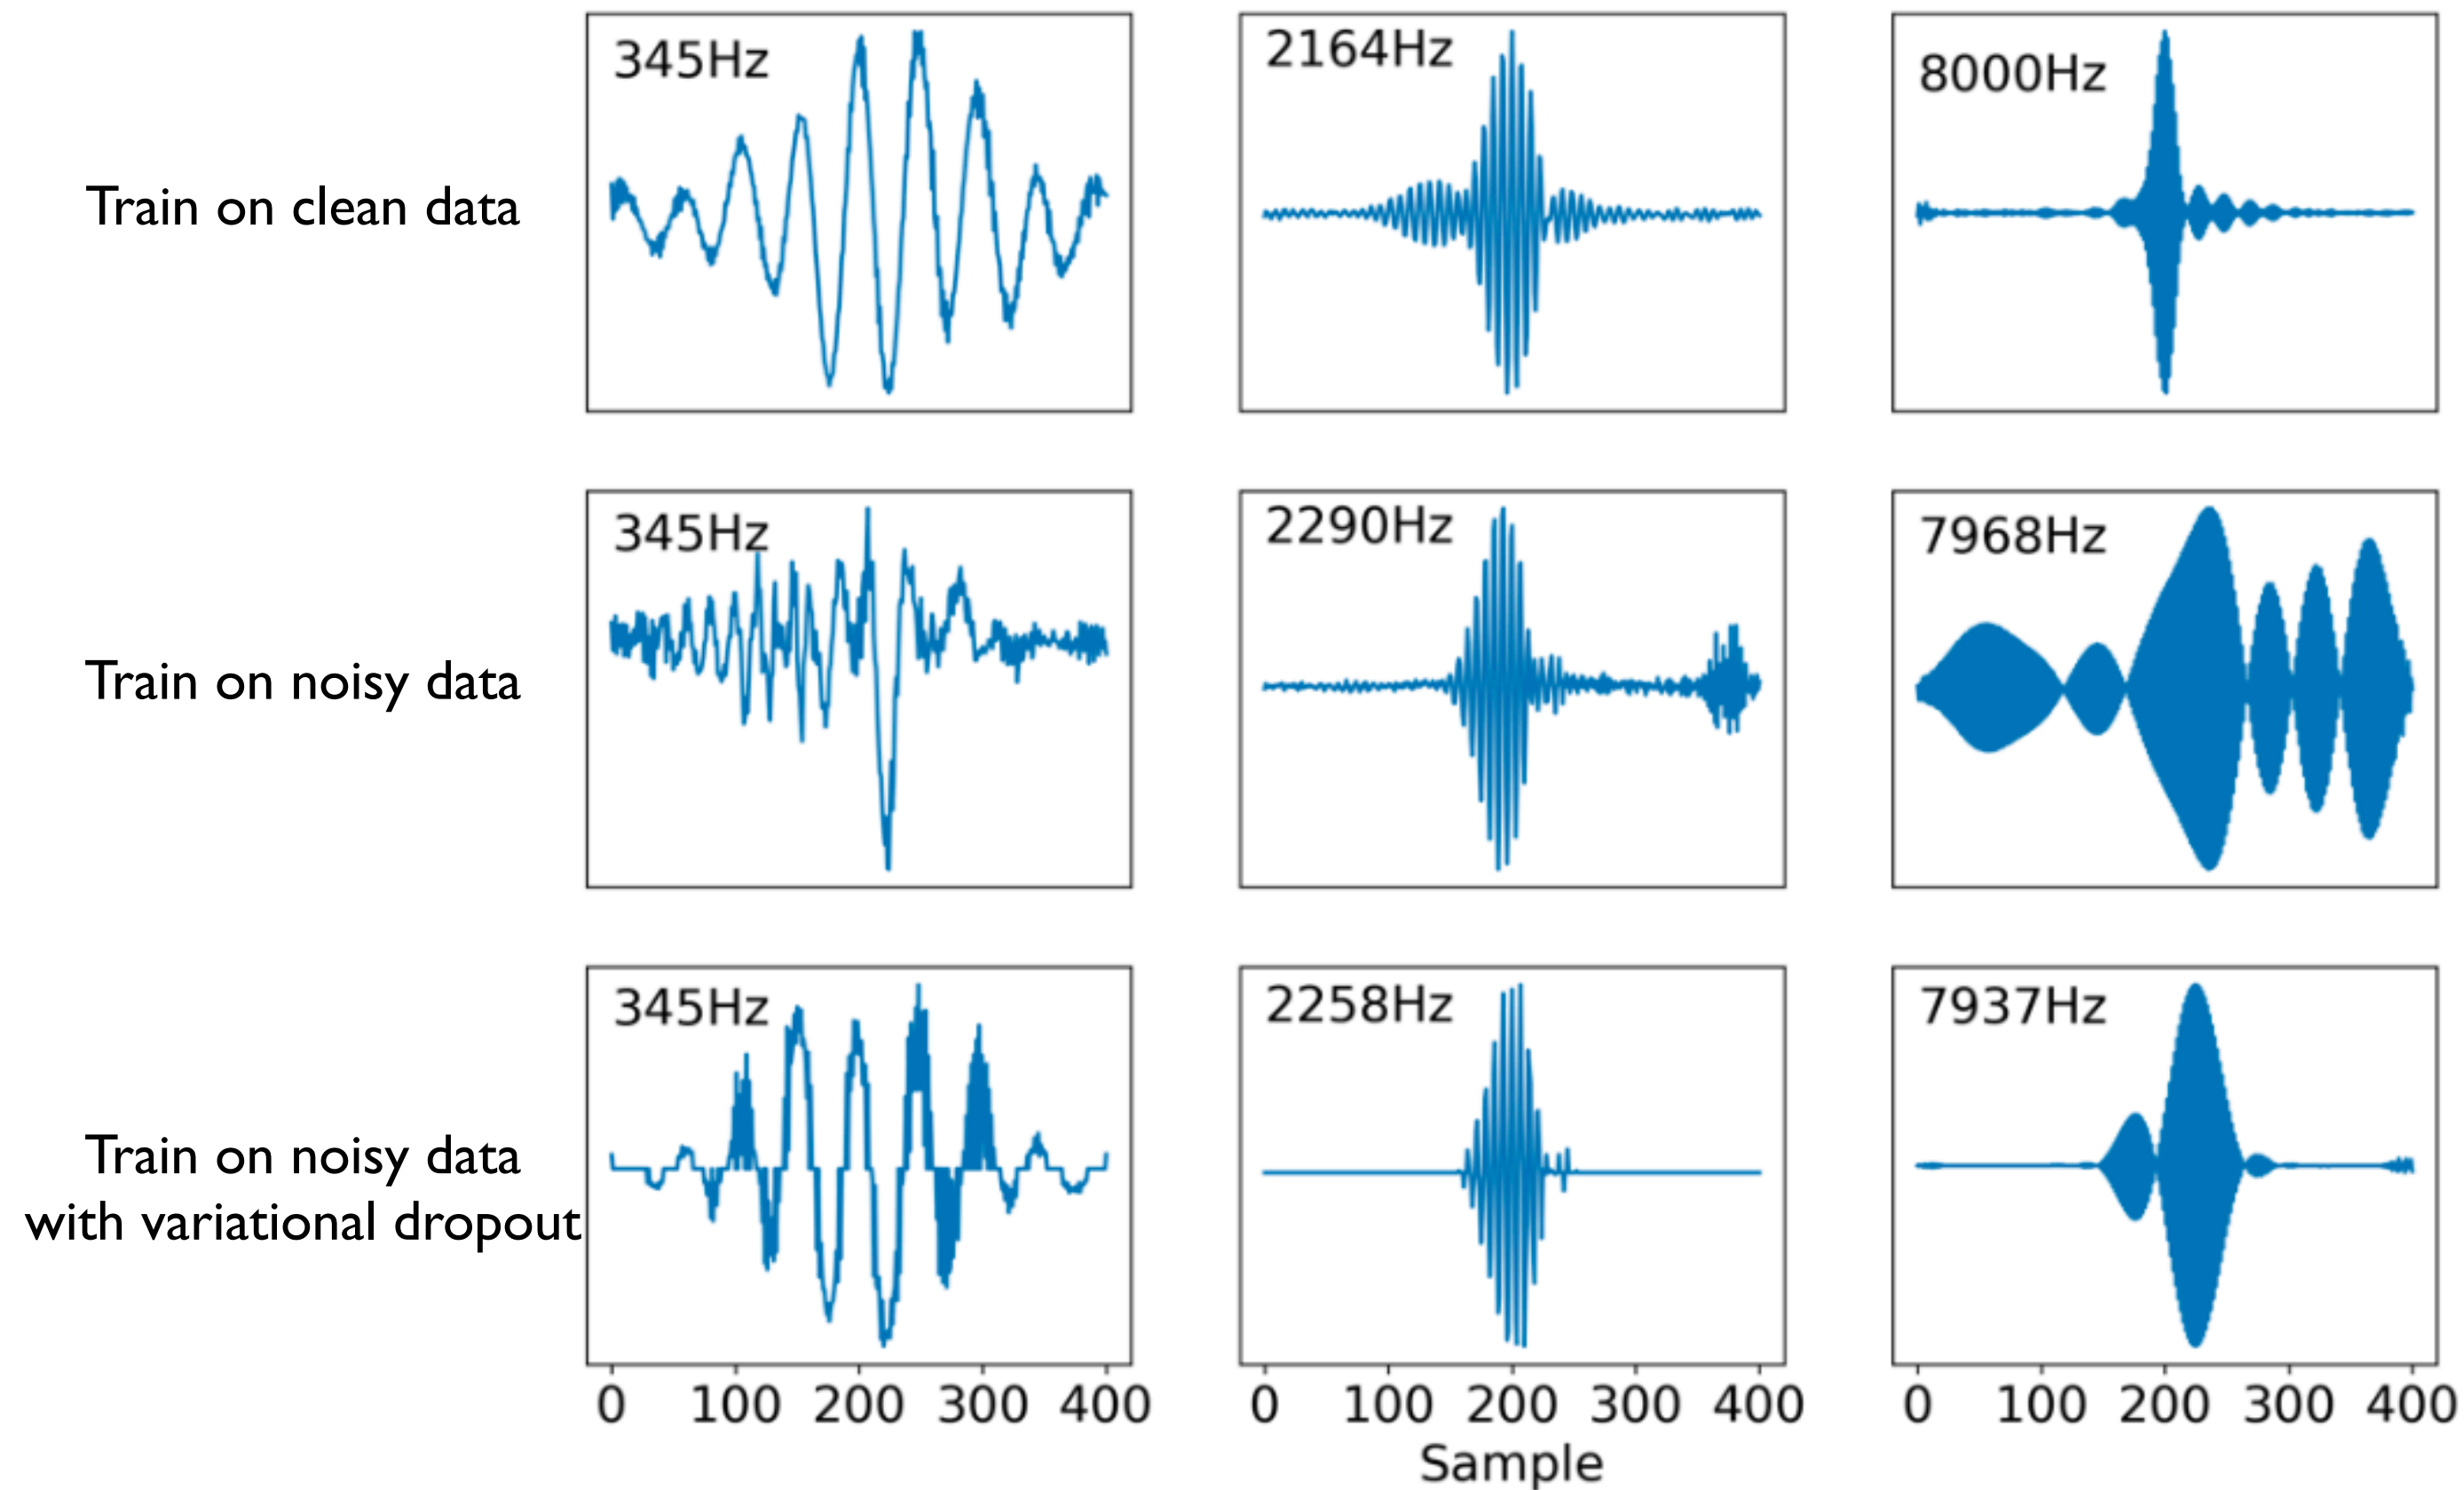 345Hz
2164Hz
8000Hz
Train on clean data
345Hz
2290Hz
7968Hz
Train on noisy data
345Hz
2258Hz
7937Hz
Train on noisy data
with variational dropout
0 100 200 300 400
0 100 200 300 400
0 100 200 300 400
Sample